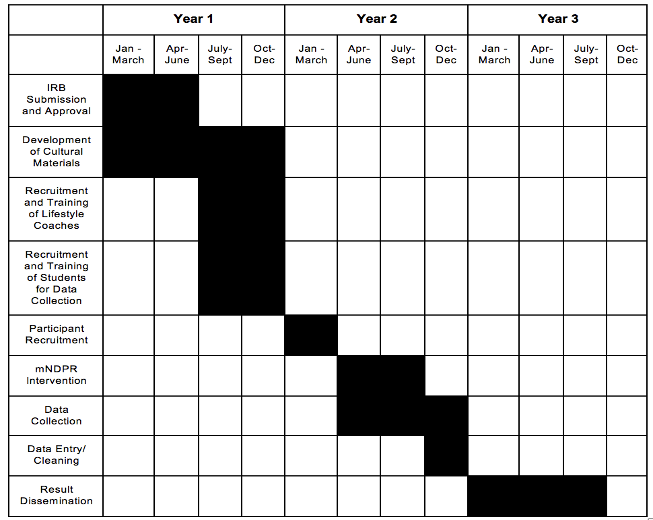 Year 1 Year 2 Year 3
Jan - Apr- July- Oct- Jan - Apr- July- Oct- Jan - Apr- July- Oct-
March June Sept Dec March June Sept Dec March June Sept Dec
IRB
Submission
and Approval
Development
of Cultural
Materials
Recruitment
and Training
of Lifestyle
Coaches
Recruitment
and Training
of Students
for Data
Collection
Participant
Recruitment
mNDPR
Intervention
Data
Collection
Data Entry/
Cleaning
Result
Dissemination